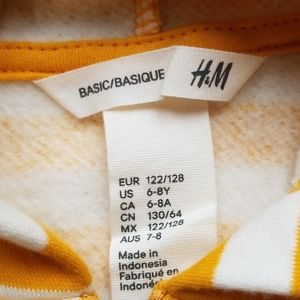 BASIC/BASIQUE
H&M
EUR 122/128
US 6-8Y
CA 6-8A
CN 130/64
MX 122/128
AUS 7-8
Made in
Indonesia
Fabriqué en